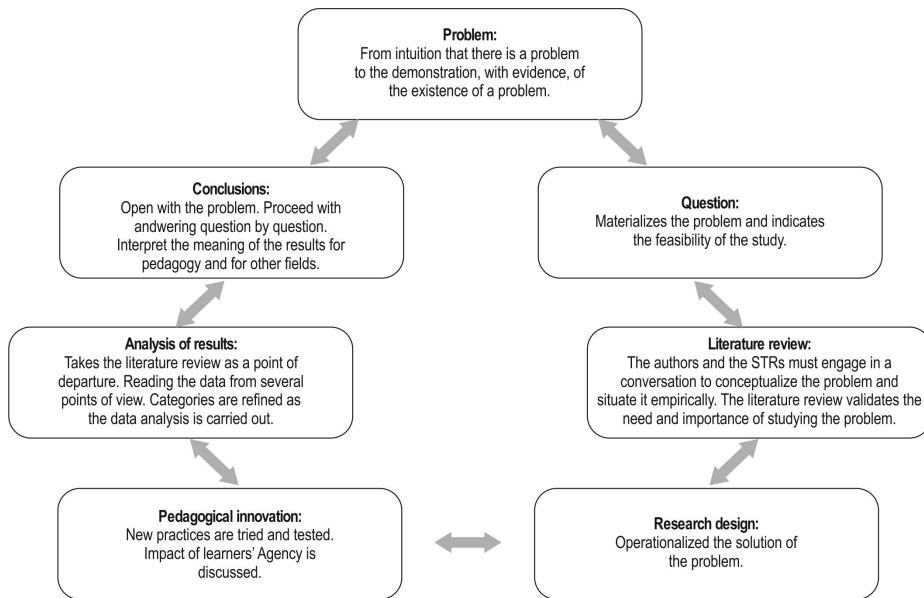 Problem:
From intuition that there is a problem
to the demonstration, with evidence, of
the existence of a problem.
Conclusions:
Open with the problem. Proceed with
andwering question by question.
Interpret the meaning of the results for
pedagogy and for other fields.
Question:
Materializes the problem and indicates
the feasibility of the study.
Analysis of results:
Takes the literature review as a point of
departure. Reading the data from several
points of view. Categories are refined as
the data analysis is carried out.
Literature review:
The authors and the STRs must engage in a
conversation to conceptualize the problem and
situate it empirically. The literature review validates the
need and importance of studying the problem.
Pedagogical innovation:
New practices are tried and tested.
Impact of learners' Agency is
discussed.
Research design:
Operationalized the solution of
the problem.